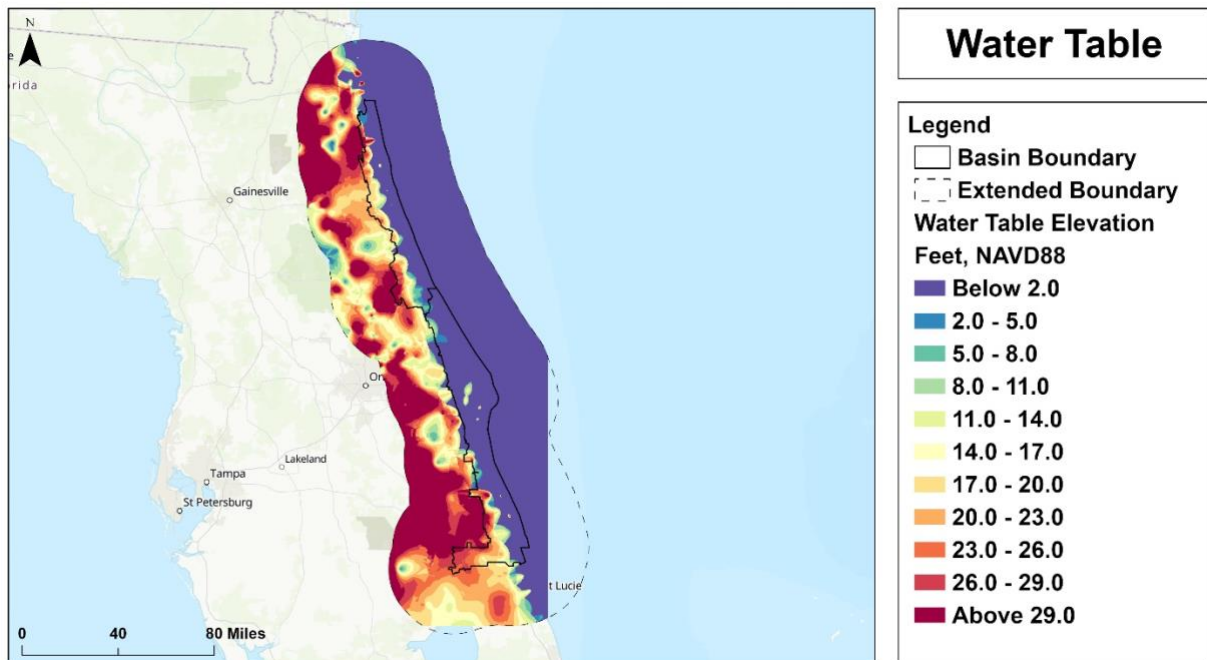 N
e
orida
Gainesville
Or
Lakeland
Tampa
St Petersburg
t Lucie
0 40 80 Miles
Water Table
Legend
Basin Boundary
Extended Boundary
Water Table Elevation
Feet, NAVD88
Below 2.0
2.0 - 5.0
5.0 - 8.0
8.0 - 11.0
11.0 - 14.0
14.0 - 17.0
17.0 - 20.0
20.0 - 23.0
23.0 - 26.0
26.0 - 29.0
Above 29.0